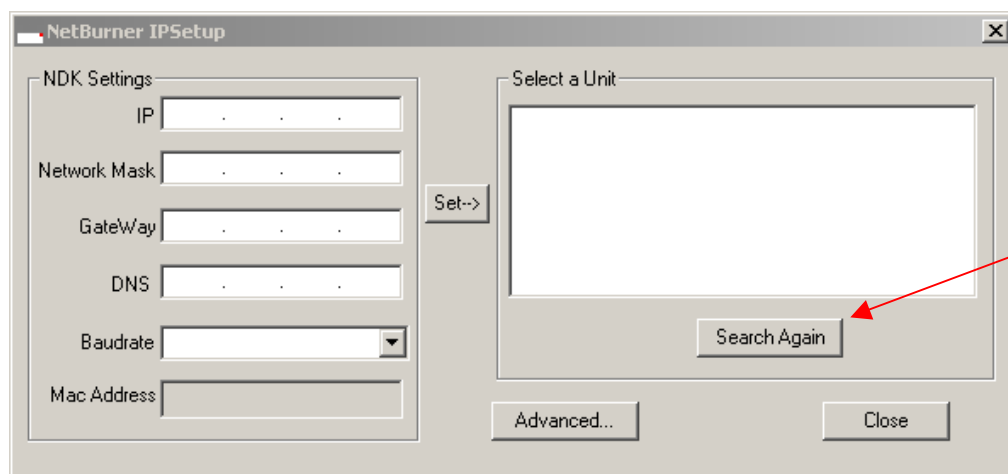 NetBurner IPSetup
NDK Settings
IP
Network Mask
GateWay
DNS
Baudrate
Mac Address
Set-->
Select a Unit
Search Again
Advanced...
Close